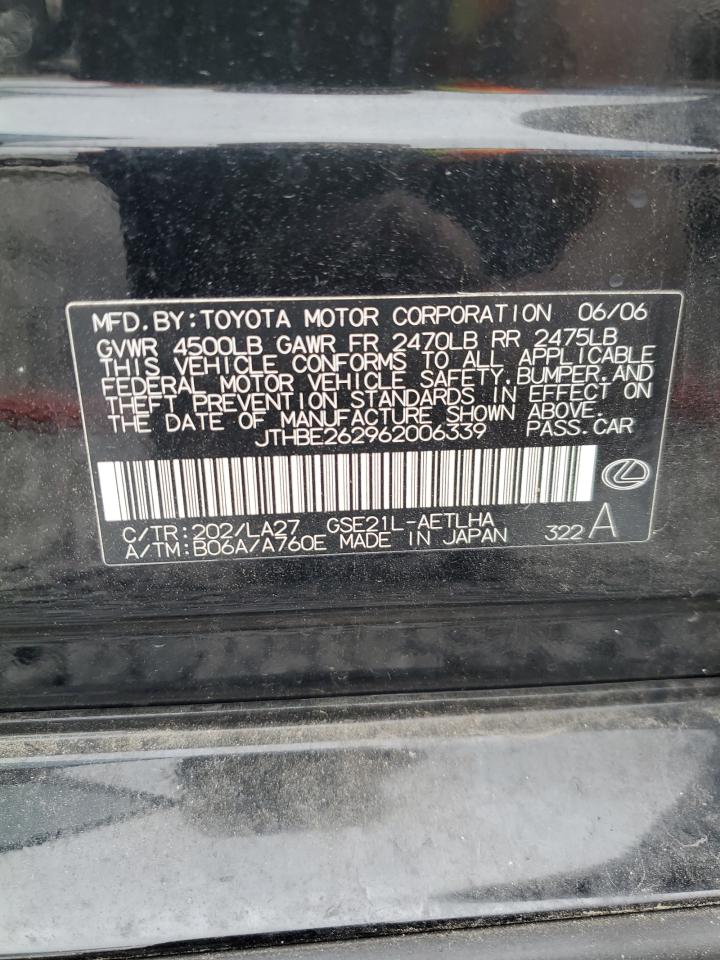 MFD.BY:TOYOTA MOTOR CORPORATION 06/06
GVWR 4500LB GAWR FR 2470LB RR 2475LB
THIS VEHICLE CONFORMS TO ALL APPLICABLE
FEDERAL MOTOR VEHICLE SAFETY,BUMPER,AND
THEFT PREVENTION STANDARDS IN EFFECT ON
THE DATE OF MANUFACTURE SHOWN ABOVE.
JTHBE262962006339 PASS.CAR
C/TR:202/LA27 GSE21L-AETLHA
A/TM:B06A/A760E MADE IN JAPAN 322 A